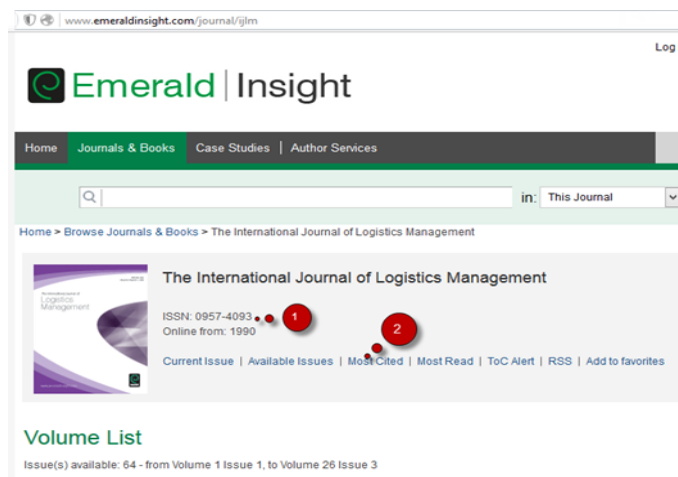 www.emeraldinsight.com/journal/ijlm
Log
Emerald | Insight
Home Journals & Books Case Studies | Author Services
in: This Journal
Home > Browse Journals & Books > The International Journal of Logistics Management
The International Journal of Logistics Management
Logistics
Management
ISSN: 0957-4093
1
Online from: 1990
2
Current Issue | Available Issues | Most Cited | Most Read | ToC Alert | RSS | Add to favorites
Volume List
Issue(s) available: 64 - from Volume 1 Issue 1, to Volume 26 Issue 3